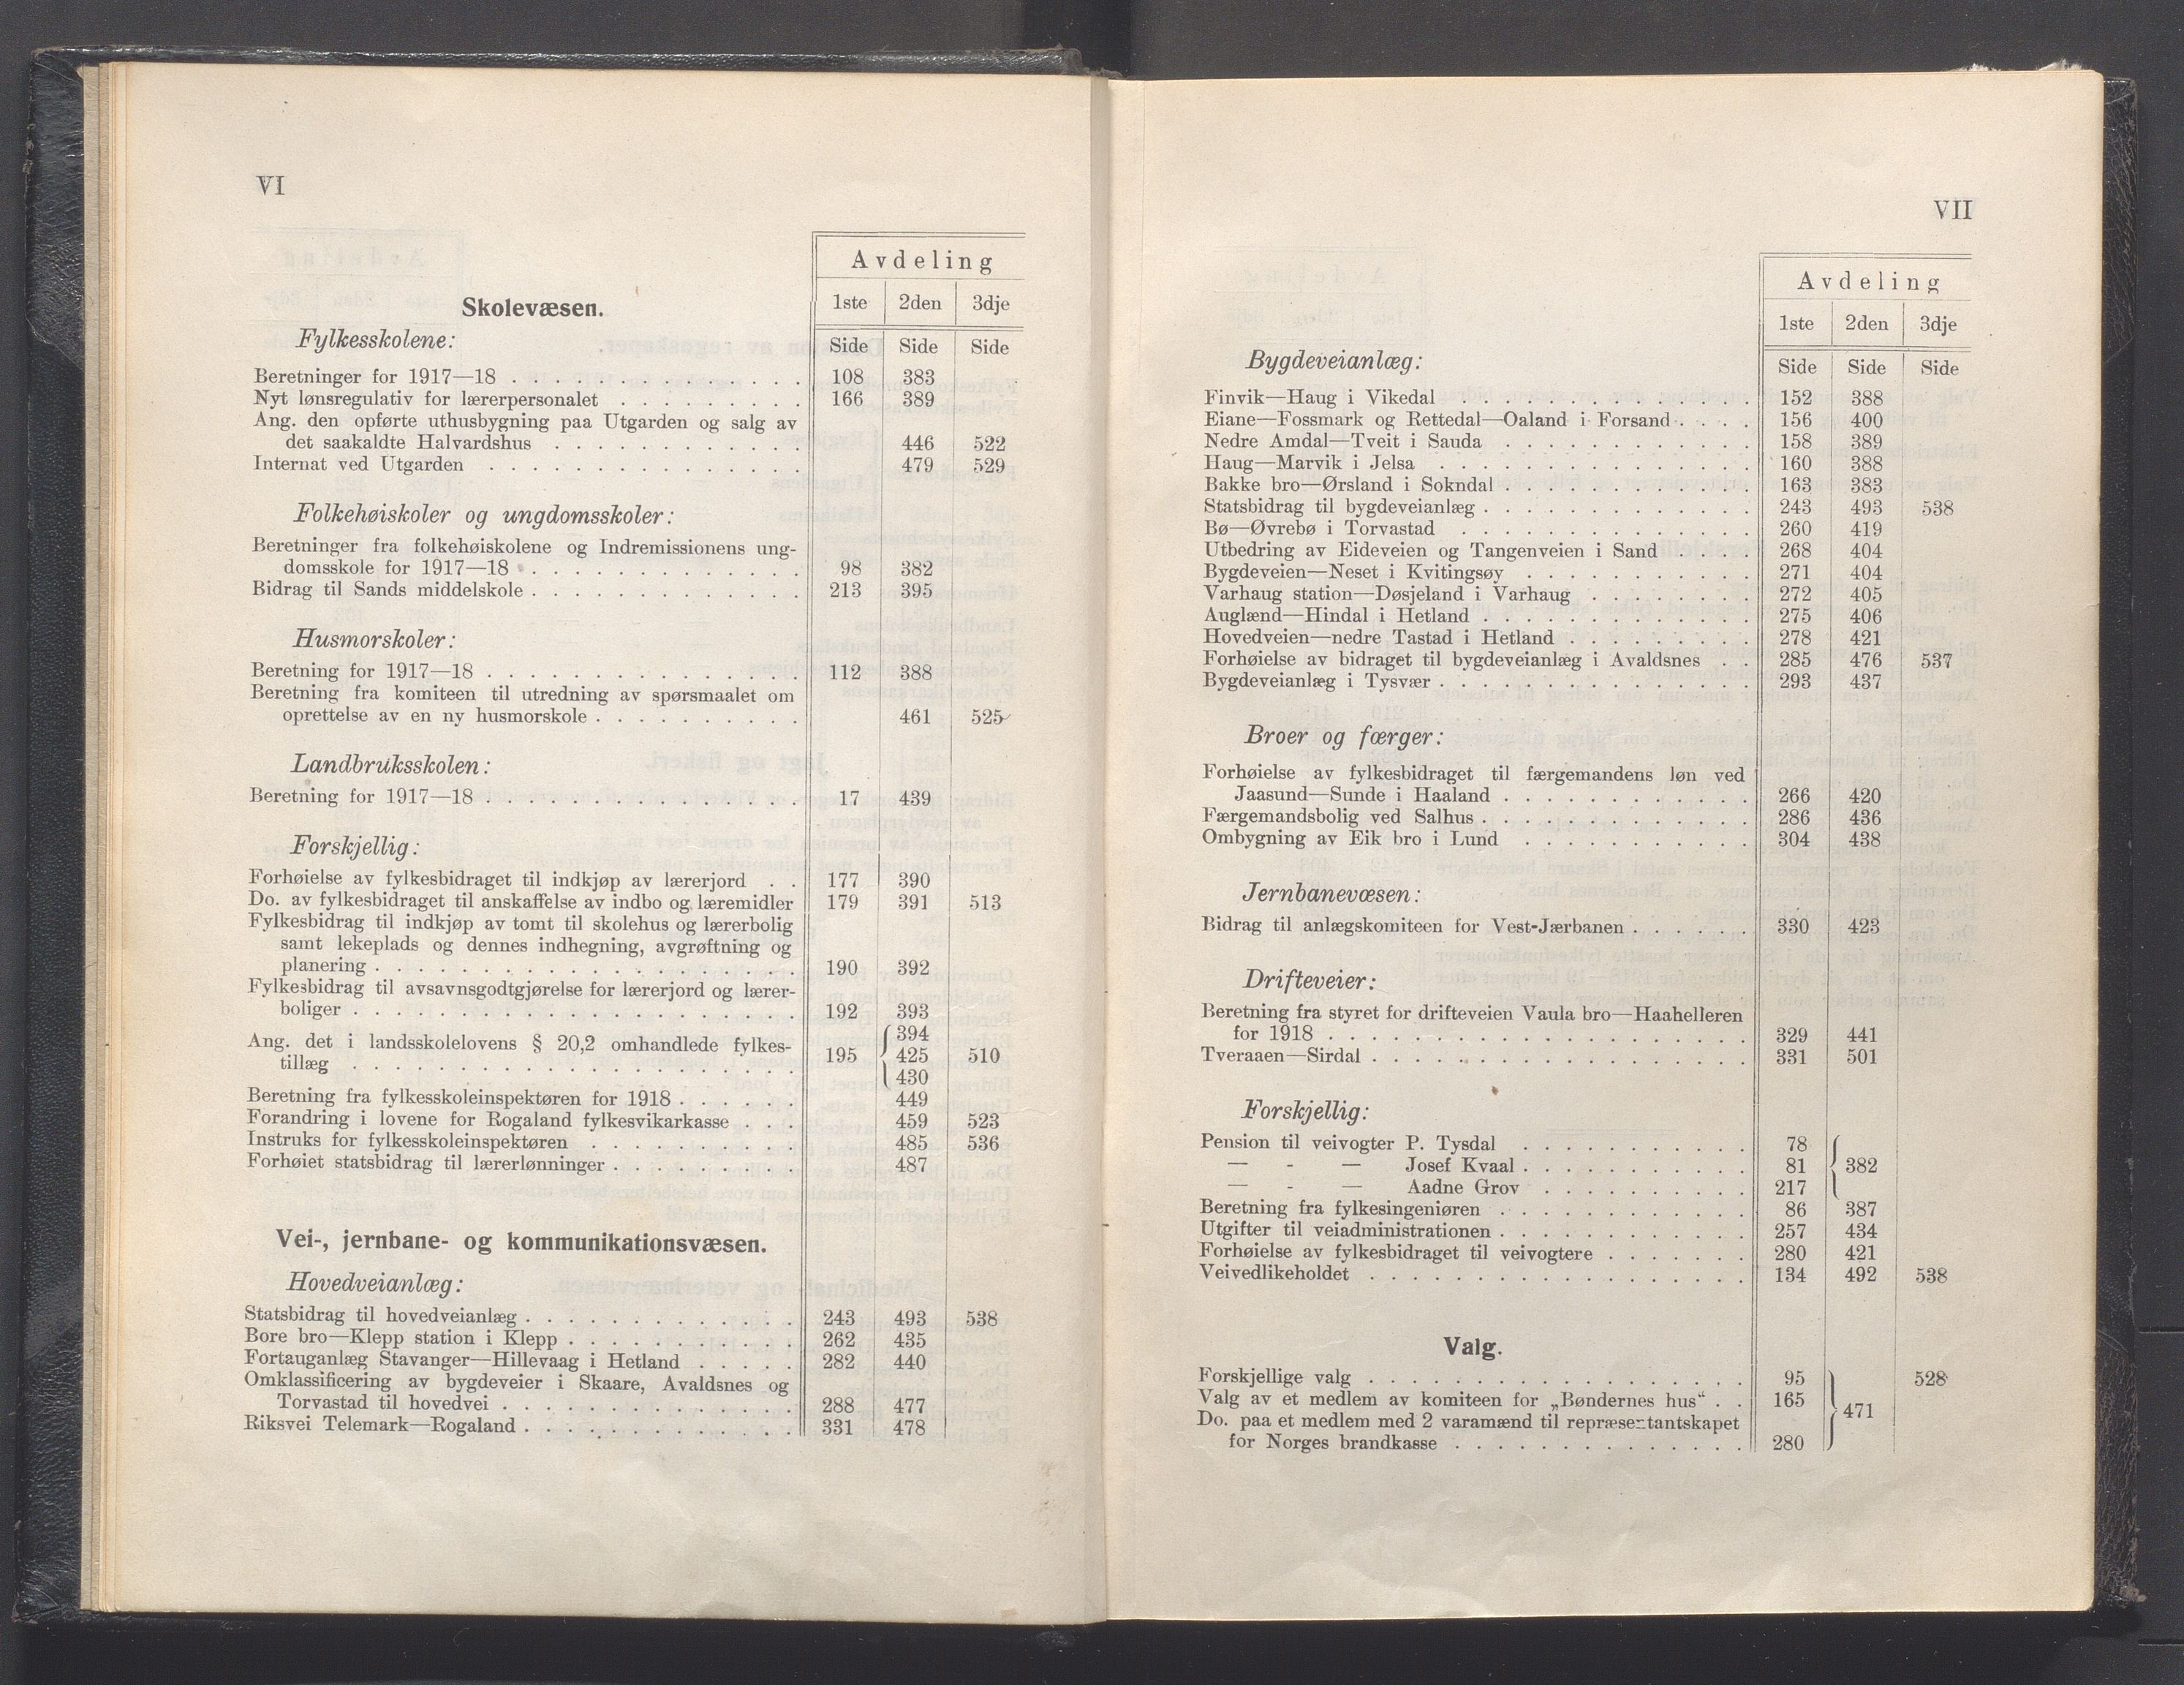 VI
Avdeling
Skolevæsen.
1ste 2den 3dje
Fylkesskolene:
Side Side Side
Beretninger for 1917—18 . . . . . . . . . . . . . . 108 383
Nyt lønsregulativ for lærerpersonalet . . . . . . . . . 166 389
Ang. den opførte uthusbygning paa Utgarden og salg av
det saakaldte Halvardshus . . . . . . . . . . . . 446 522
Internat ved Utgarden . . . . . . . . . . . . . . . 479 529
Folkehøiskoler og ungdomsskoler:
Beretninger fra folkehøiskolene og Indremissionens ung-
domsskole for 1917—18 . . . . . . . . . . . . . 98 382
Bidrag til Sands middelskole . . . . . . . . . . . . . 213 395
Husmorskoler:
Beretning for 1917—18 . . . . . . . . . . . . . . . 112 388
Beretning fra komiteen til utredning av spørsmaalet om
oprettelse av en ny husmorskole . . . . . . . . . . 461 525
Landbruksskolen:
Beretning for 1917—18 . . . . . . . . . . . . . . . 17 439
Forskjellig:
Forhøielse av fylkesbidraget til indkjøp av lærerjord . . 177 390
Do. av fylkesbidraget til anskaffelse av indbo og læremidler 179 391 513
Fylkesbidrag til indkjøp av tomt til skolehus og lærerbolig
samt lekeplads og dennes indhegning, avgrøftning og
planering . . . . . . . . . . . . . . . . . . . . 190 392
Fylkesbidrag til avsavnsgodtgjørelse for lærerjord og lærer-
boliger . . . . . . . . . . . . . . . . . . . . . 192 393
394
Ang. det i landsskolelovens § 20,2 omhandlede fylkes-
195 425 510
tillæg . . . . . . . . . . . . . . . . . . . . .
430
Beretning fra fylkesskoleinspektøren for 1918 . . . . . . 449
Forandring i lovene for Rogaland fylkesvikarkasse . . . 459 523
Instruks for fylkesskoleinspektøren . . . . . . . . . . 485 536
Forhøiet statsbidrag til lærerlønninger . . . . . . . . . 487
Vei-, jernbane- og kommunikationsvæsen.
Hovedveianlæg:
Statsbidrag til hovedveianlæg . . . . . . . . . . . . . 243 493 538
Bore bro—Klepp station i Klepp . . . . . . . . . . . 262 435
Fortauganlæg Stavanger—Hillevaag i Hetland . . . . . 282 440
Omklassificering av bygdeveier i Skaare, Avaldsnes og
Torvastad til hovedvei . . . . . . . . . . . . . . 288 477
Riksvei Telemark—Rogaland . . . . . . . . . . . . . 331 478
VII
Avdeling
1ste 2den 3dje
Bygdeveianlæg:
Side Side Side
Finvik—Haug i Vikedal . . . . . . . . . . . . . . 152 388
Eiane—Fossmark og Rettedal—Oaland i Forsand . . . . 156 400
Nedre Amdal—Tveit i Sauda . . . . . . . . . . . . 158 389
Haug—Marvik i Jelsa . . . . . . . . . . . . . . . 160 388
Bakke bro—Ørsland i Sokndal . . . . . . . . . . . . 163 383
Statsbidrag til bygdeveianlæg . . . . . . . . . . . . . 243 493 538
Bø—Øvrebø i Torvastad . . . . . . . . . . . . . . 260 419
Utbedring av Eideveien og Tangenveien i Sand . . . . 268 404
Bygdeveien—Neset i Kvitingsøy . . . . . . . . . . . 271 404
Varhaug station—Døsjeland i Varhaug . . . . . . . . 272 405
Auglænd—Hindal i Hetland . . . . . . . . . . . . . 275 406
Hovedveien—nedre Tastad i Hetland . . . . . . . . . 278 421
Forhøielse av bidraget til bygdeveianlæg i Avaldsnes . . 285 476 537
Bygdeveianlæg i Tysvær . . . . . . . . . . . . . . . 293 437
Broer og færger:
Forhøielse av fylkesbidraget til færgemandens løn ved
Jaasund—Sunde i Haaland . . . . . . . . . . . . 266 420
Færgemandsbolig ved Salhus . . . . . . . . . . . . . 286 436
Ombygning av Eik bro i Lund . . . . . . . . . . . 304 438
Jernbanevæsen:
Bidrag til anlægskomiteen for Vest-Jærbanen . . . . . . 330 423
Drifteveier:
Beretning fra styret for drifteveien Vaula bro—Haahelleren
for 1918 . . . . . . . . . . . . . . . . . . . . 329 441
Tveraaen—Sirdal . . . . . . . . . . . . . . . . . . 331 501
Forskjellig:
Pension til veivogter P. Tysdal . . . . . . . . . . . 78
— - — Josef Kvaal . . . . . . . . . . . 81 382
— - — Aadne Grov . . . . . . . . . . 217
Beretning fra fylkesingeniøren . . . . . . . . . . . . 86 387
Utgifter til veiadministrationen . . . . . . . . . . . . 257 434
Forhøielse av fylkesbidraget til veivogtere . . . . . . . 280 421
Veivedlikeholdet . . . . . . . . . . . . . . . . . . 134 492 538
Valg.
Forskjellige valg . . . . . . . . . . . . . . . . . . 95 528
Valg av et medlem av komiteen for „Bøndernes hus“ . . 165
471
Do. paa et medlem med 2 varamænd til repræsentantskapet
for Norges brandkasse . . . . . . . . . . . . . . 280